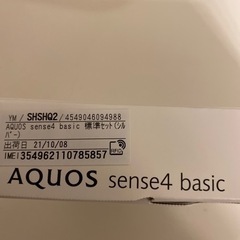 YM / SHSHQ2 / 4549046094988
AQUOS sense4 basic 標準セット(シル
バー)
出荷日 21/10/08
IMEI 354962110785857
AQUOS sense4 basic